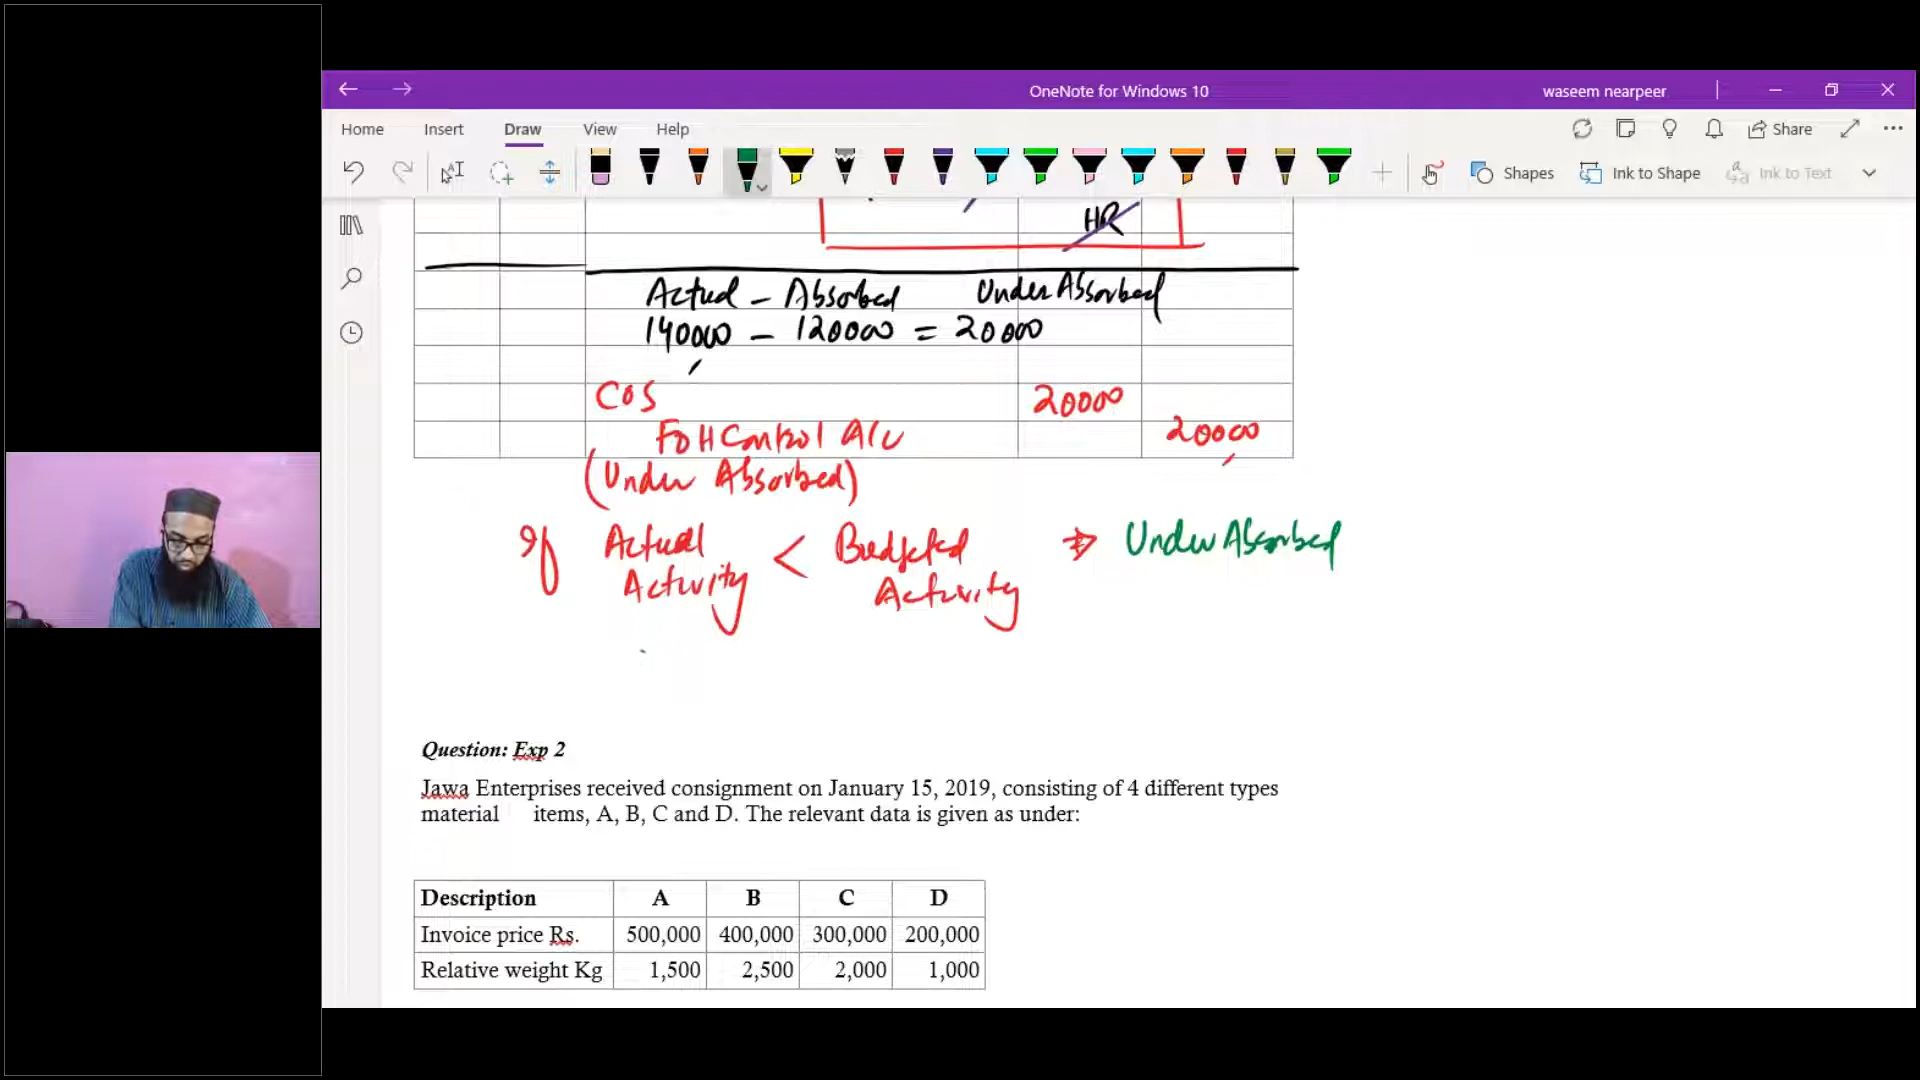 OneNote for Windows 10
waseem nearpeer
Home Insert Draw View Help
Share
Shapes
Ink to Shape
Ink to Text
HR
Actual - Absorbed Under Absorbed
140000 - 120000 = 20000
COS 20000
FOH Control A/c 20000
(Under Absorbed)
If Actual Activity < Budgeted Activity ⇒ Under Absorbed
Question: Exp 2
Jawa Enterprises received consignment on January 15, 2019, consisting of 4 different types
material items, A, B, C and D. The relevant data is given as under:
Description A B C D
Invoice price Rs. 500,000 400,000 300,000 200,000
Relative weight Kg 1,500 2,500 2,000 1,000